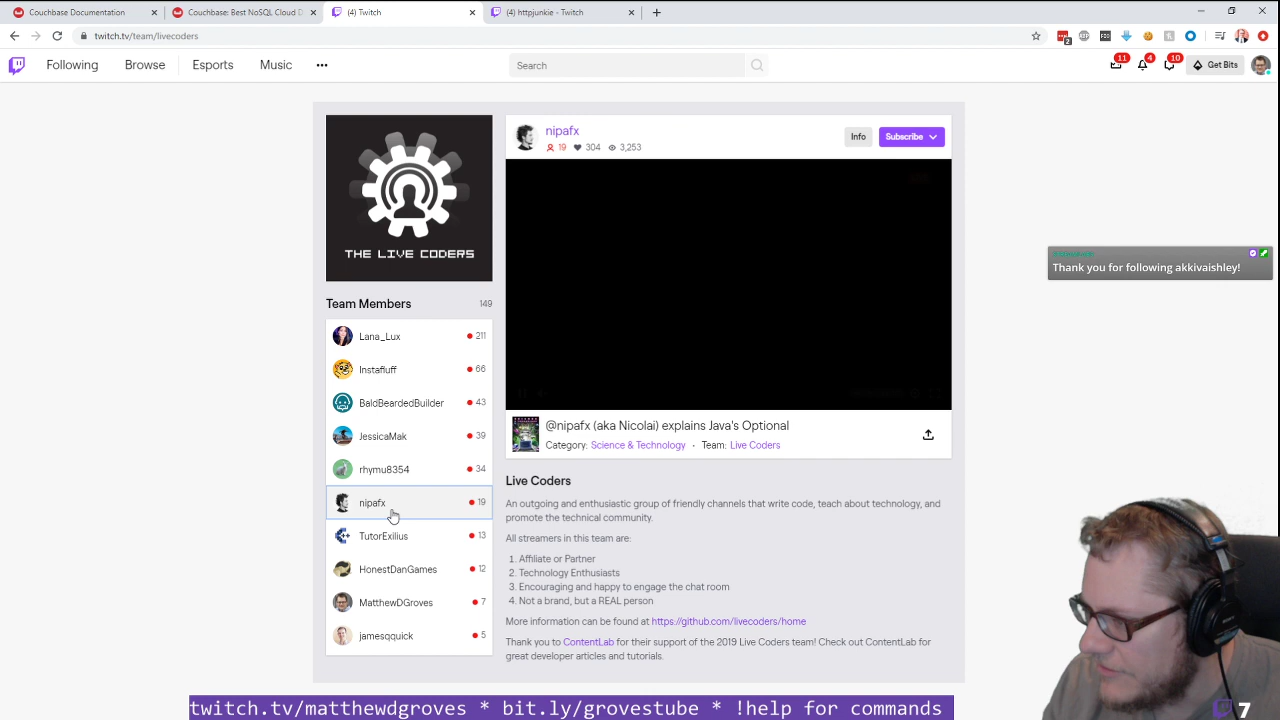 Couchbase Documentation
Couchbase: Best NoSQL Cloud D
(4) Twitch
(4) httpjunkie - Twitch
twitch.tv/team/livecoders
2
Following
Browse
Esports
Music
Search
11
4
10
Get Bits
THE LIVE CODERS
nipafx
19
304
3,253
Info
Subscribe
Team Members
149
Lana_Lux
211
Instafluff
66
BaldBeardedBuilder
43
JessicaMak
39
rhymu8354
34
nipafx
19
TutorExilius
13
HonestDanGames
12
MatthewDGroves
7
jamesqquick
5
@nipafx (aka Nicolai) explains Java's Optional
Category: Science & Technology · Team: Live Coders
Live Coders
An outgoing and enthusiastic group of friendly channels that write code, teach about technology, and
promote the technical community.
All streamers in this team are:
1. Affiliate or Partner
2. Technology Enthusiasts
3. Encouraging and happy to engage the chat room
4. Not a brand, but a REAL person
More information can be found at https://github.com/livecoders/home
Thank you to ContentLab for their support of the 2019 Live Coders team! Check out ContentLab for
great developer articles and tutorials.
Thank you for following akkivaishley!
twitch.tv/matthewdgroves * bit.ly/grovestube * !help for commands
7